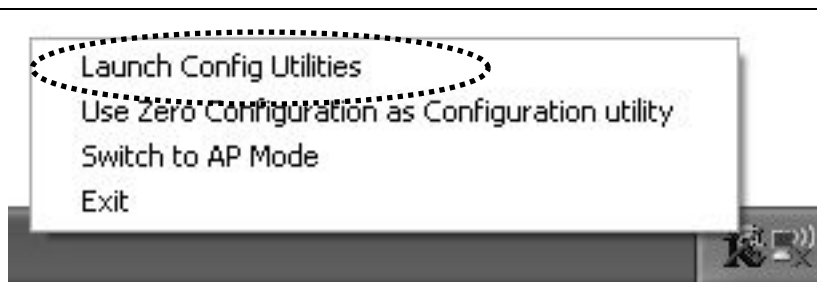 Launch Config Utilities
Use Zero Configuration as Configuration utility
Switch to AP Mode
Exit